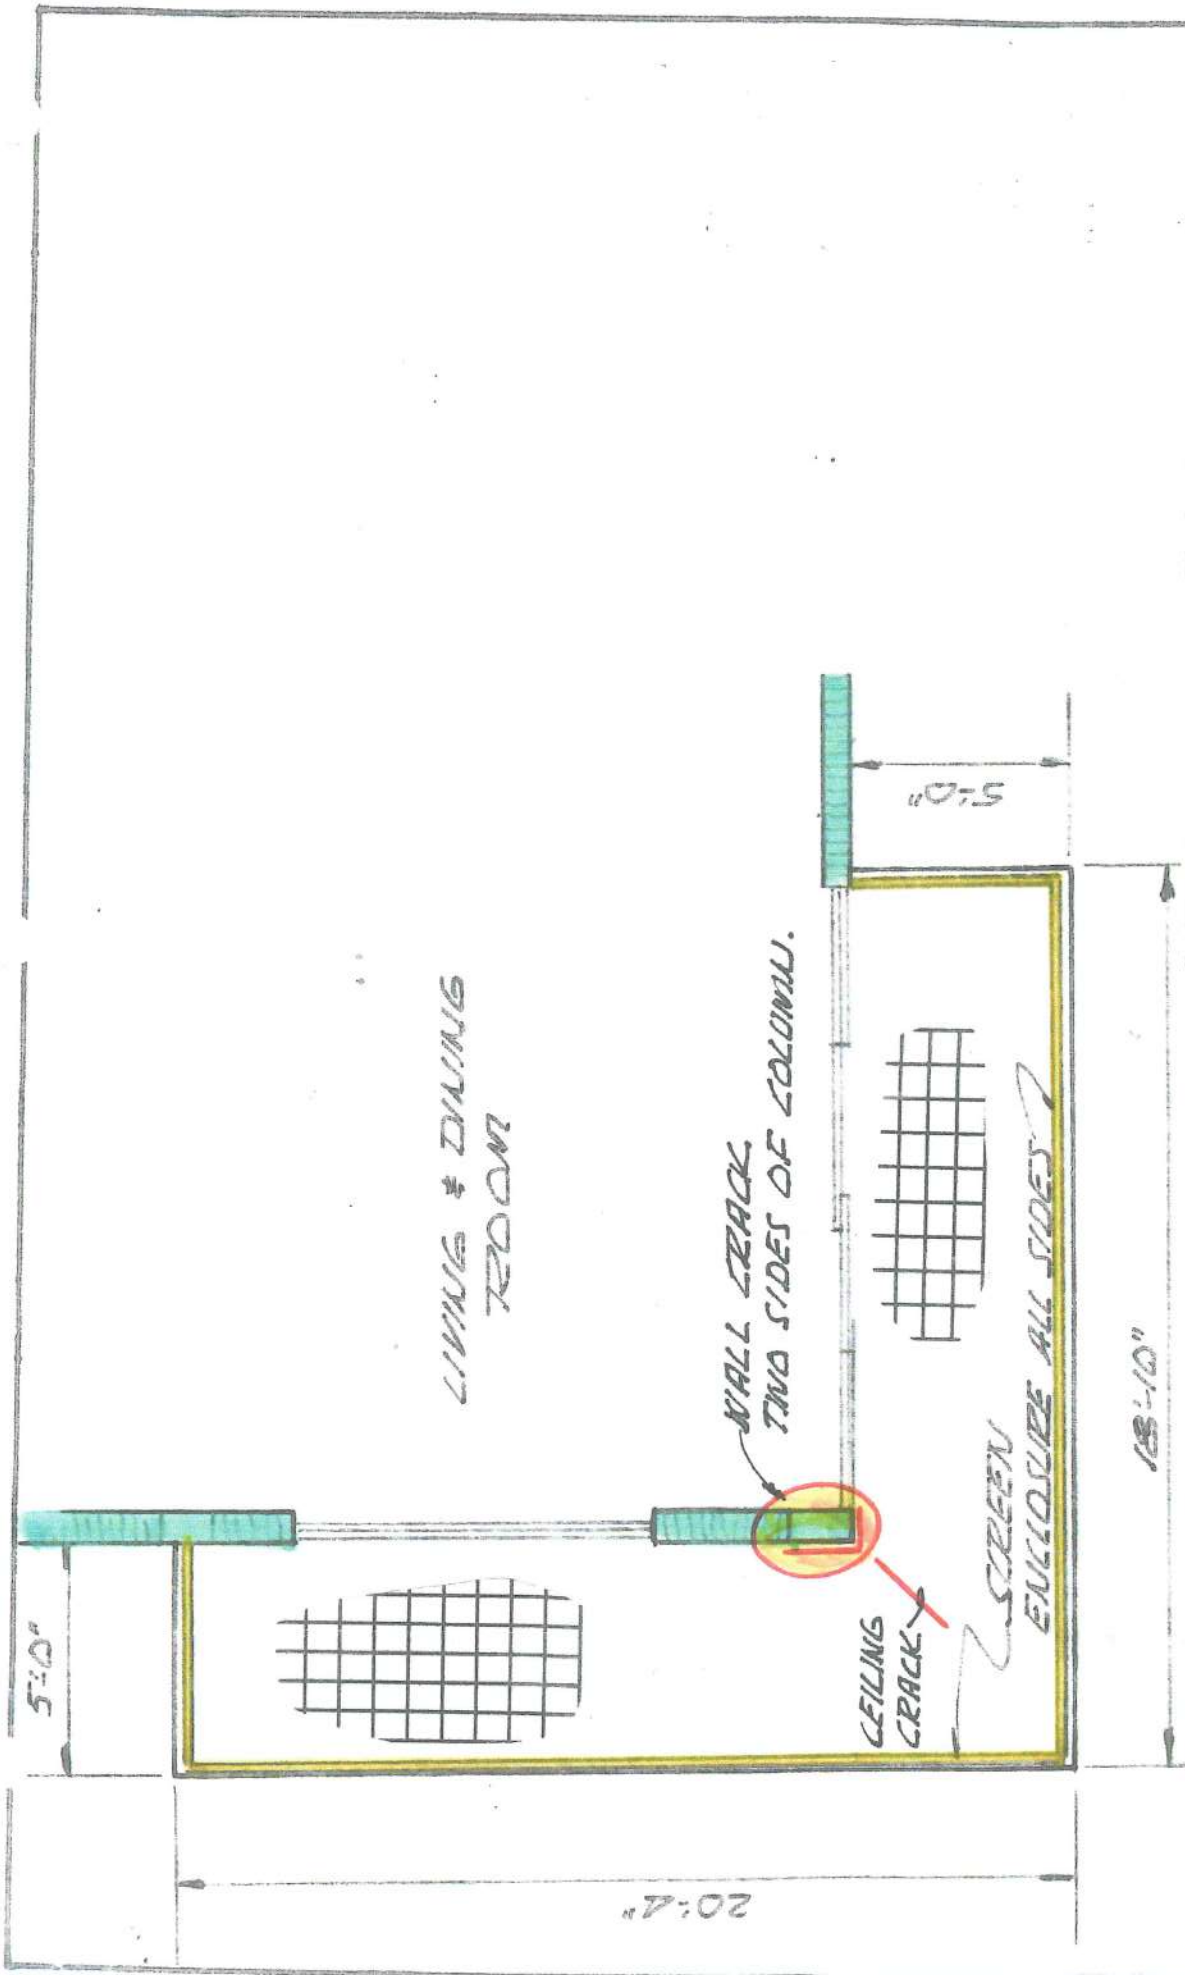 5'-0"
LIVING & DINING
ROOM
WALL CRACK
TWO SIDES OF COLUMN.
5'-0"
CEILING
CRACK
SCREEN
ENCLOSURE ALL SIDES
20'-4"
18'-10"